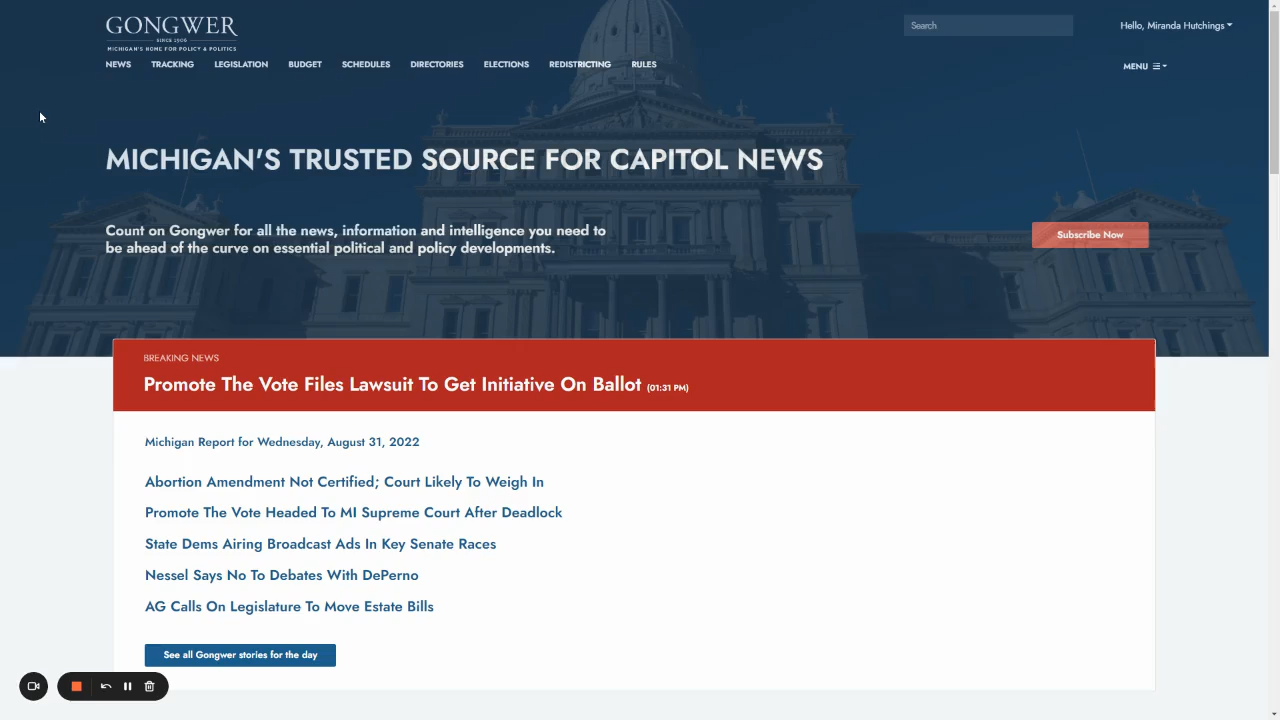 GONGWER
SINCE 1906
MICHIGAN'S HOME FOR POLICY & POLITICS
Search
Hello, Miranda Hutchings
NEWS TRACKING LEGISLATION BUDGET SCHEDULES DIRECTORIES ELECTIONS REDISTRICTING RULES
MENU
MICHIGAN'S TRUSTED SOURCE FOR CAPITOL NEWS
Count on Gongwer for all the news, information and intelligence you need to
be ahead of the curve on essential political and policy developments.
Subscribe Now
BREAKING NEWS
Promote The Vote Files Lawsuit To Get Initiative On Ballot (01:31 PM)
Michigan Report for Wednesday, August 31, 2022
Abortion Amendment Not Certified; Court Likely To Weigh In
Promote The Vote Headed To MI Supreme Court After Deadlock
State Dems Airing Broadcast Ads In Key Senate Races
Nessel Says No To Debates With DePerno
AG Calls On Legislature To Move Estate Bills
See all Gongwer stories for the day